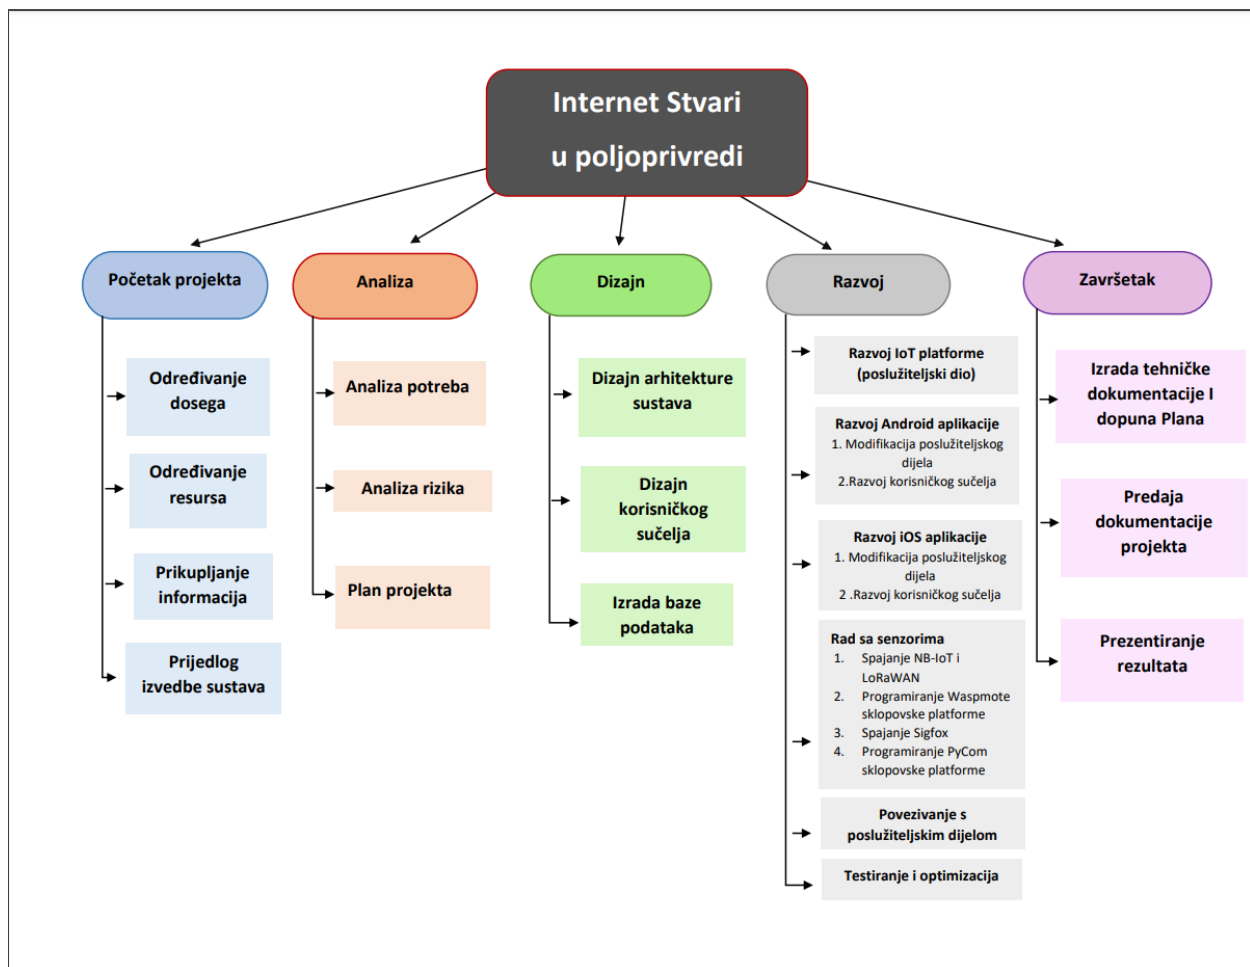 Internet Stvari
u poljoprivredi
Početak projekta
Određivanje
dosega
Određivanje
resursa
Prikupljanje
informacija
Prijedlog
izvedbe sustava
Analiza
Analiza potreba
Analiza rizika
Plan projekta
Dizajn
Dizajn arhitekture
sustava
Dizajn
korisničkog
sučelja
Izrada baze
podataka
Razvoj
Razvoj IoT platforme
(poslužiteljski dio)
Razvoj Android aplikacije
1. Modifikacija poslužiteljskog
dijela
2.Razvoj korisničkog sučelja
Razvoj iOS aplikacije
1. Modifikacija poslužiteljskog
dijela
2 .Razvoj korisničkog sučelja
Rad sa senzorima
1. Spajanje NB-IoT i
LoRaWAN
2. Programiranje Waspmote
sklopovske platforme
3. Spajanje Sigfox
4. Programiranje PyCom
sklopovske platforme
Povezivanje s
poslužiteljskim dijelom
Testiranje i optimizacija
Završetak
Izrada tehničke
dokumentacije I
dopuna Plana
Predaja
dokumentacije
projekta
Prezentiranje
rezultata